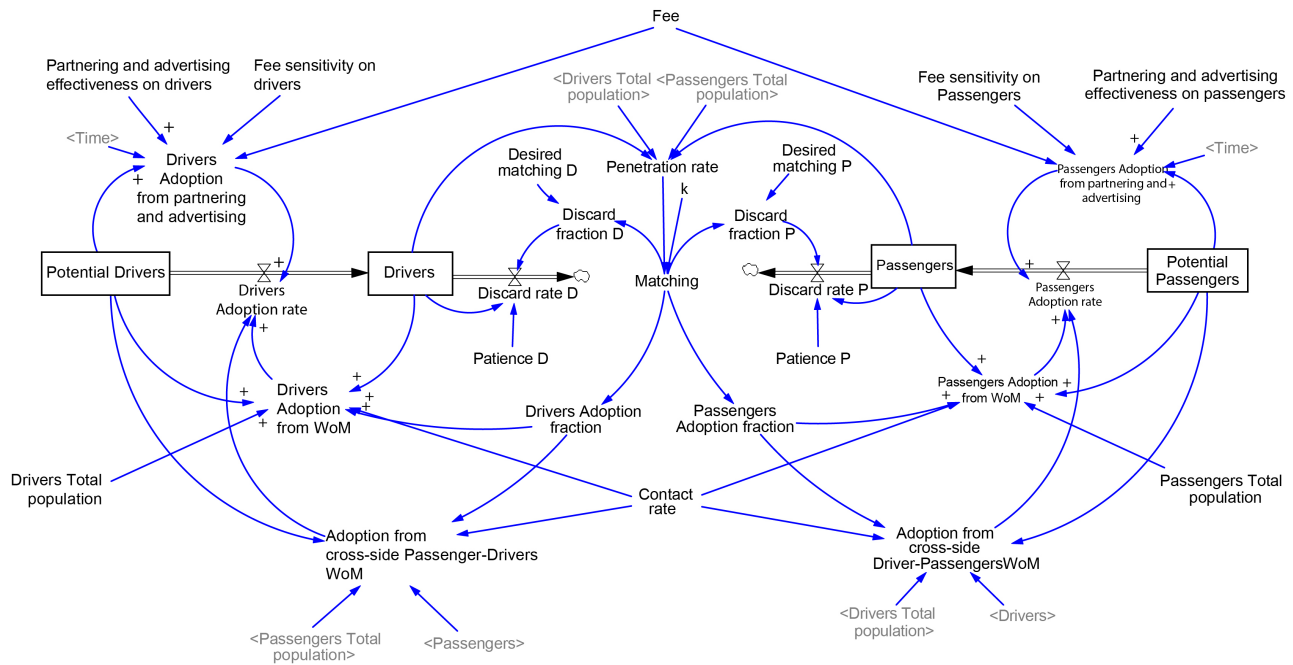 Fee
Partnering and advertising
effectiveness on drivers
Fee sensitivity on
drivers
<Drivers Total
population>
<Passengers Total
population>
Fee sensitivity on
Passengers
Partnering and advertising
effectiveness on passengers
<Time>
+
Drivers
Adoption
from partnering
and advertising
+
Desired
matching D
Penetration rate
k
Desired
matching P
+
<Time>
Passengers Adoption
from partnering and
advertising
+
Discard
fraction D
Discard
fraction P
Potential Drivers
+
Drivers
Adoption rate
Drivers
Discard rate D
Matching
Discard rate P
Passengers
+
Passengers
Adoption rate
Potential
Passengers
+
+
Patience D
Patience P
+
+
+
+
+
+
Drivers
Adoption
from WoM
Drivers Adoption
fraction
Passengers
Adoption fraction
Passengers Adoption
from WoM
+
+
+
+
Drivers Total
population
Contact
rate
Passengers Total
population
Adoption from
cross-side Passenger-Drivers
WoM
Adoption from
cross-side
Driver-PassengersWoM
<Passengers Total
population>
<Passengers>
<Drivers Total
population>
<Drivers>